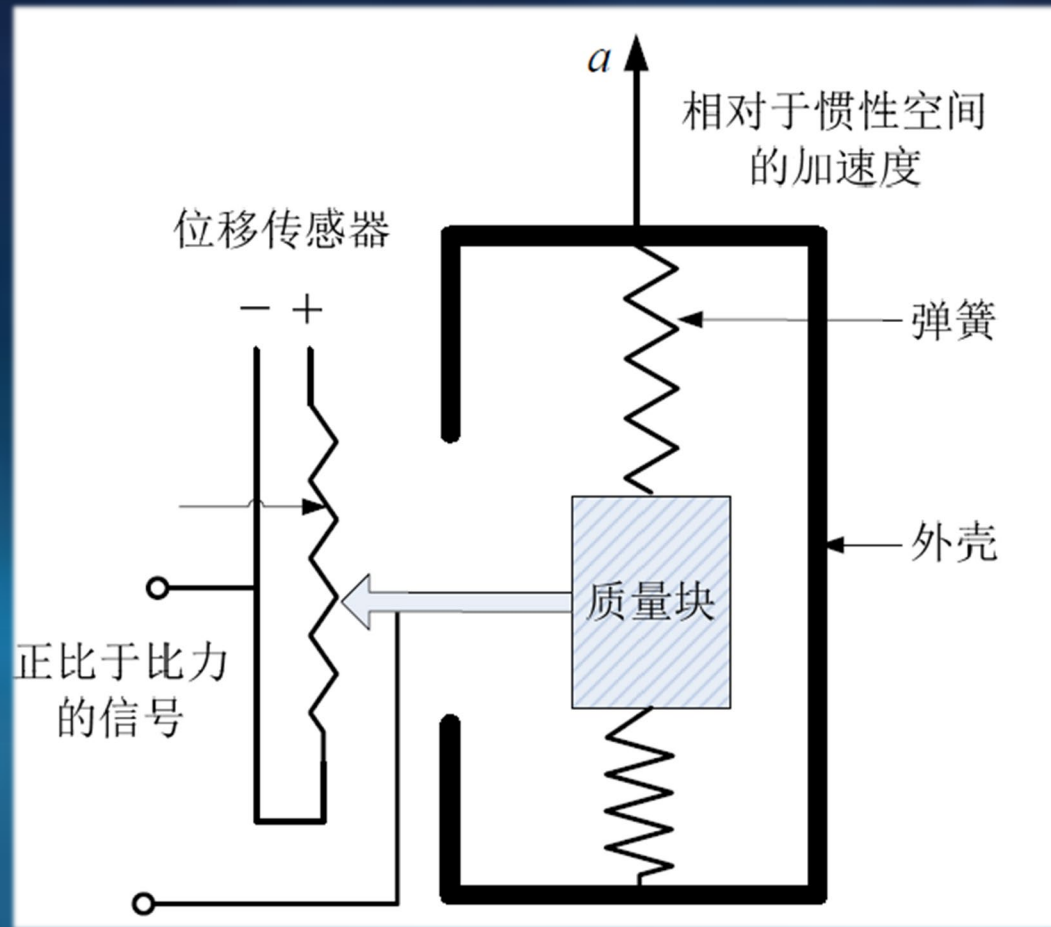 a
相对于惯性空间
的加速度
位移传感器
− +
弹簧
外壳
质量块
正比于比力
的信号